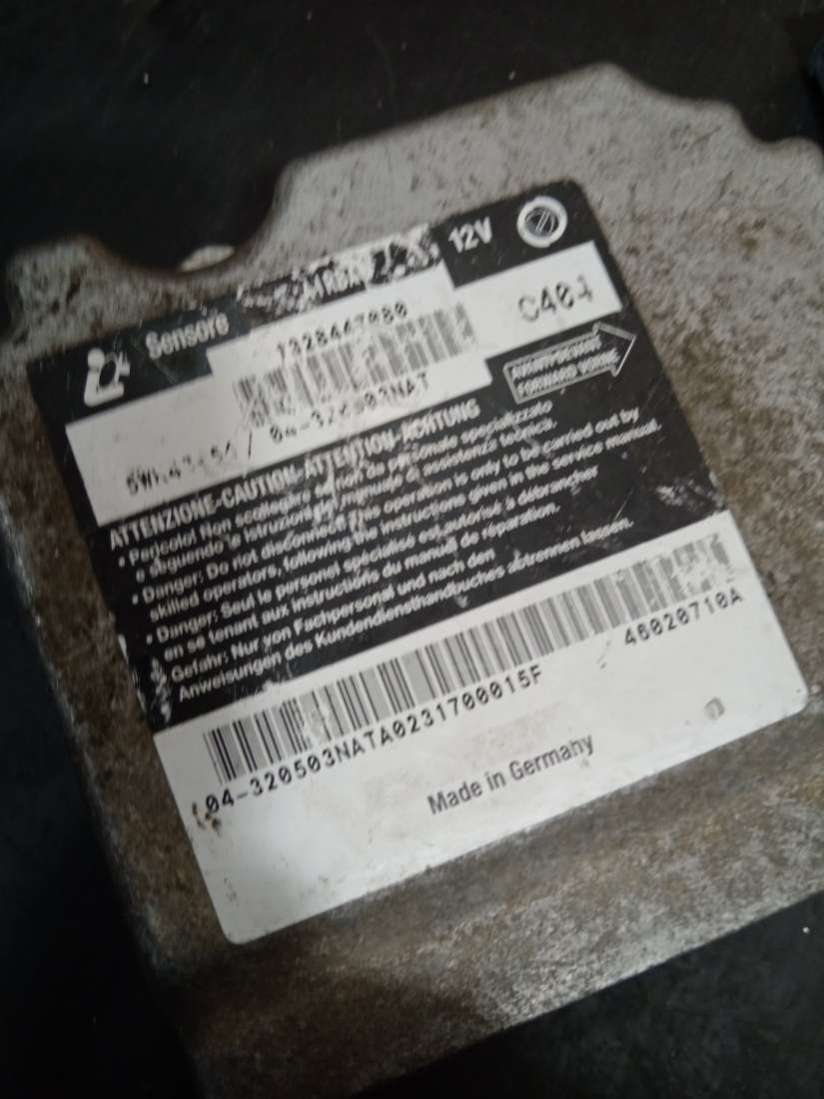 Sensore 12V
1328447080
C404
04-320503NAT
AVANTI-DEVANT
FORWARD VORNE
ATTENZIONE-CAUTION-ATTENTION-ACHTUNG
• Pericolo! Non scollegare se non da personale specializzato
e seguendo le istruzioni del manuale di assistenza tecnica.
• Danger: Do not disconnect. This operation is only to be carried out by
skilled operators, following the instructions given in the service manual.
• Danger: Seul le personel spécialisé est autorisé à débrancher
en se tenant aux instructions du manuel de réparation.
Gefahr: Nur von Fachpersonal und nach den
Anweisungen des Kundendiensthandbuches abtrennen lassen.
04-320503NATA0231700015F 46020710A
Made in Germany